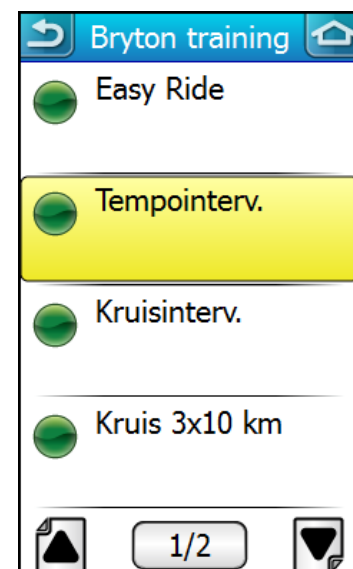 Bryton training
Easy Ride
Tempointerv.
Kruisinterv.
Kruis 3x10 km
1/2